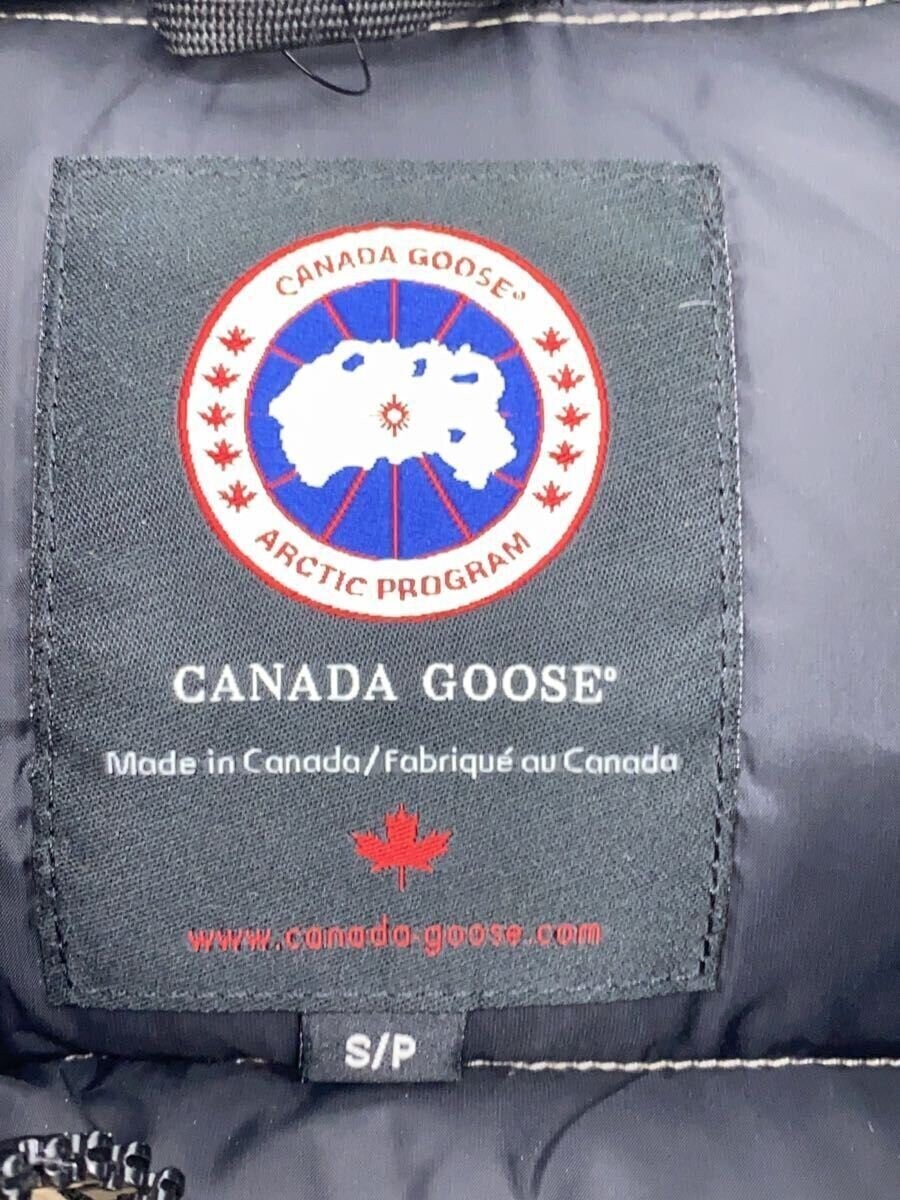 CANADA GOOSE®
ARCTIC PROGRAM
CANADA GOOSE®
Made in Canada/Fabriqué au Canada
www.canada-goose.com
S/P